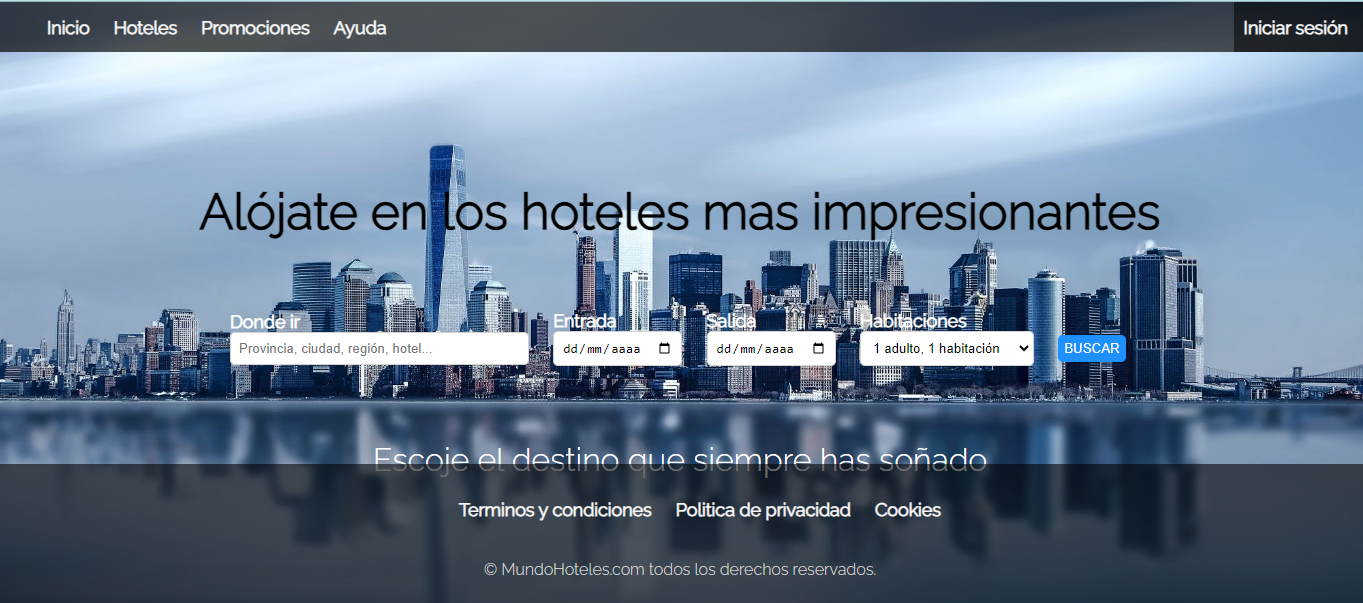 Inicio Hoteles Promociones Ayuda Iniciar sesión
Alójate en los hoteles mas impresionantes
Donde ir Entrada Salida Habitaciones
Provincia, ciudad, región, hotel... dd/mm/aaaa dd/mm/aaaa 1 adulto, 1 habitación BUSCAR
Escoje el destino que siempre has soñado
Terminos y condiciones Politica de privacidad Cookies
© MundoHoteles.com todos los derechos reservados.